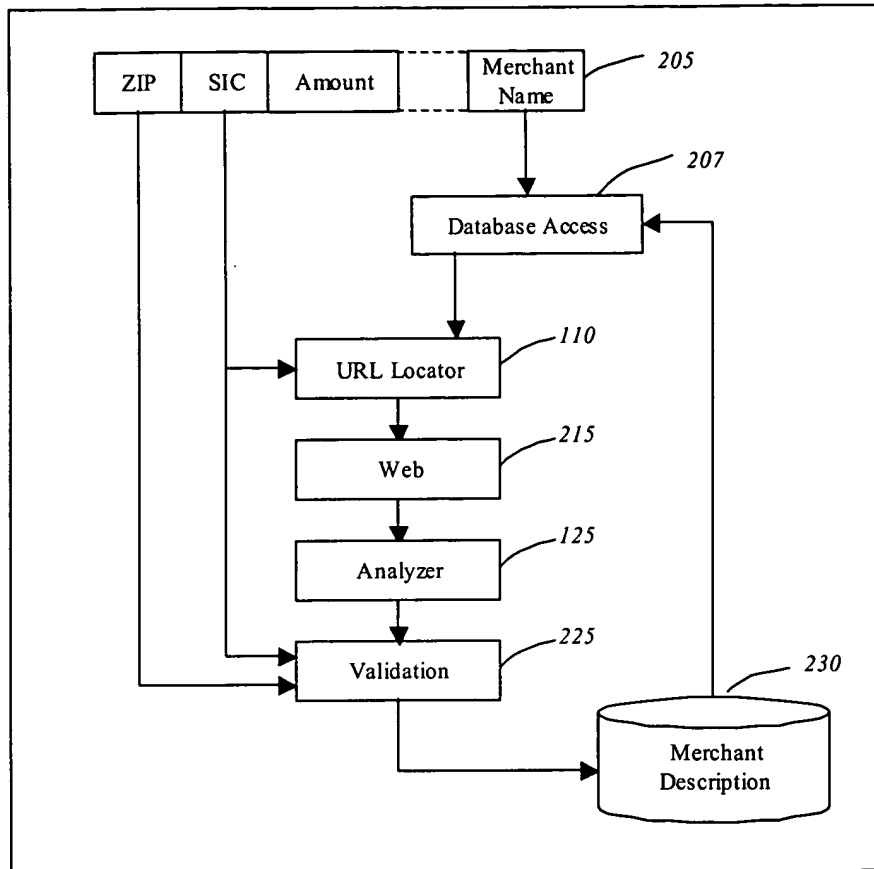 ZIP SIC Amount Merchant Name 205
207
Database Access
110
URL Locator
215
Web
125
Analyzer
225
Validation
230
Merchant
Description